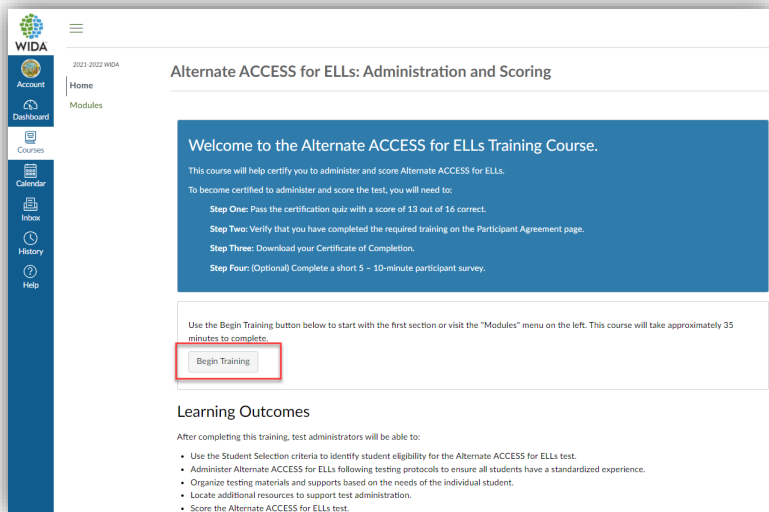 WIDA
Account
Dashboard
Courses
Calendar
Inbox
History
Help
2021-2022 WIDA
Home
Modules
Alternate ACCESS for ELLs: Administration and Scoring
Welcome to the Alternate ACCESS for ELLs Training Course.
This course will help certify you to administer and score Alternate ACCESS for ELLs.
To become certified to administer and score the test, you will need to:
Step One: Pass the certification quiz with a score of 13 out of 16 correct.
Step Two: Verify that you have completed the required training on the Participant Agreement page.
Step Three: Download your Certificate of Completion.
Step Four: (Optional) Complete a short 5 – 10-minute participant survey.
Use the Begin Training button below to start with the first section or visit the "Modules" menu on the left. This course will take approximately 35
minutes to complete.
Begin Training
Learning Outcomes
After completing this training, test administrators will be able to:
• Use the Student Selection criteria to identify student eligibility for the Alternate ACCESS for ELLs test.
• Administer Alternate ACCESS for ELLs following testing protocols to ensure all students have a standardized experience.
• Organize testing materials and supports based on the needs of the individual student.
• Locate additional resources to support test administration.
• Score the Alternate ACCESS for ELLs test.